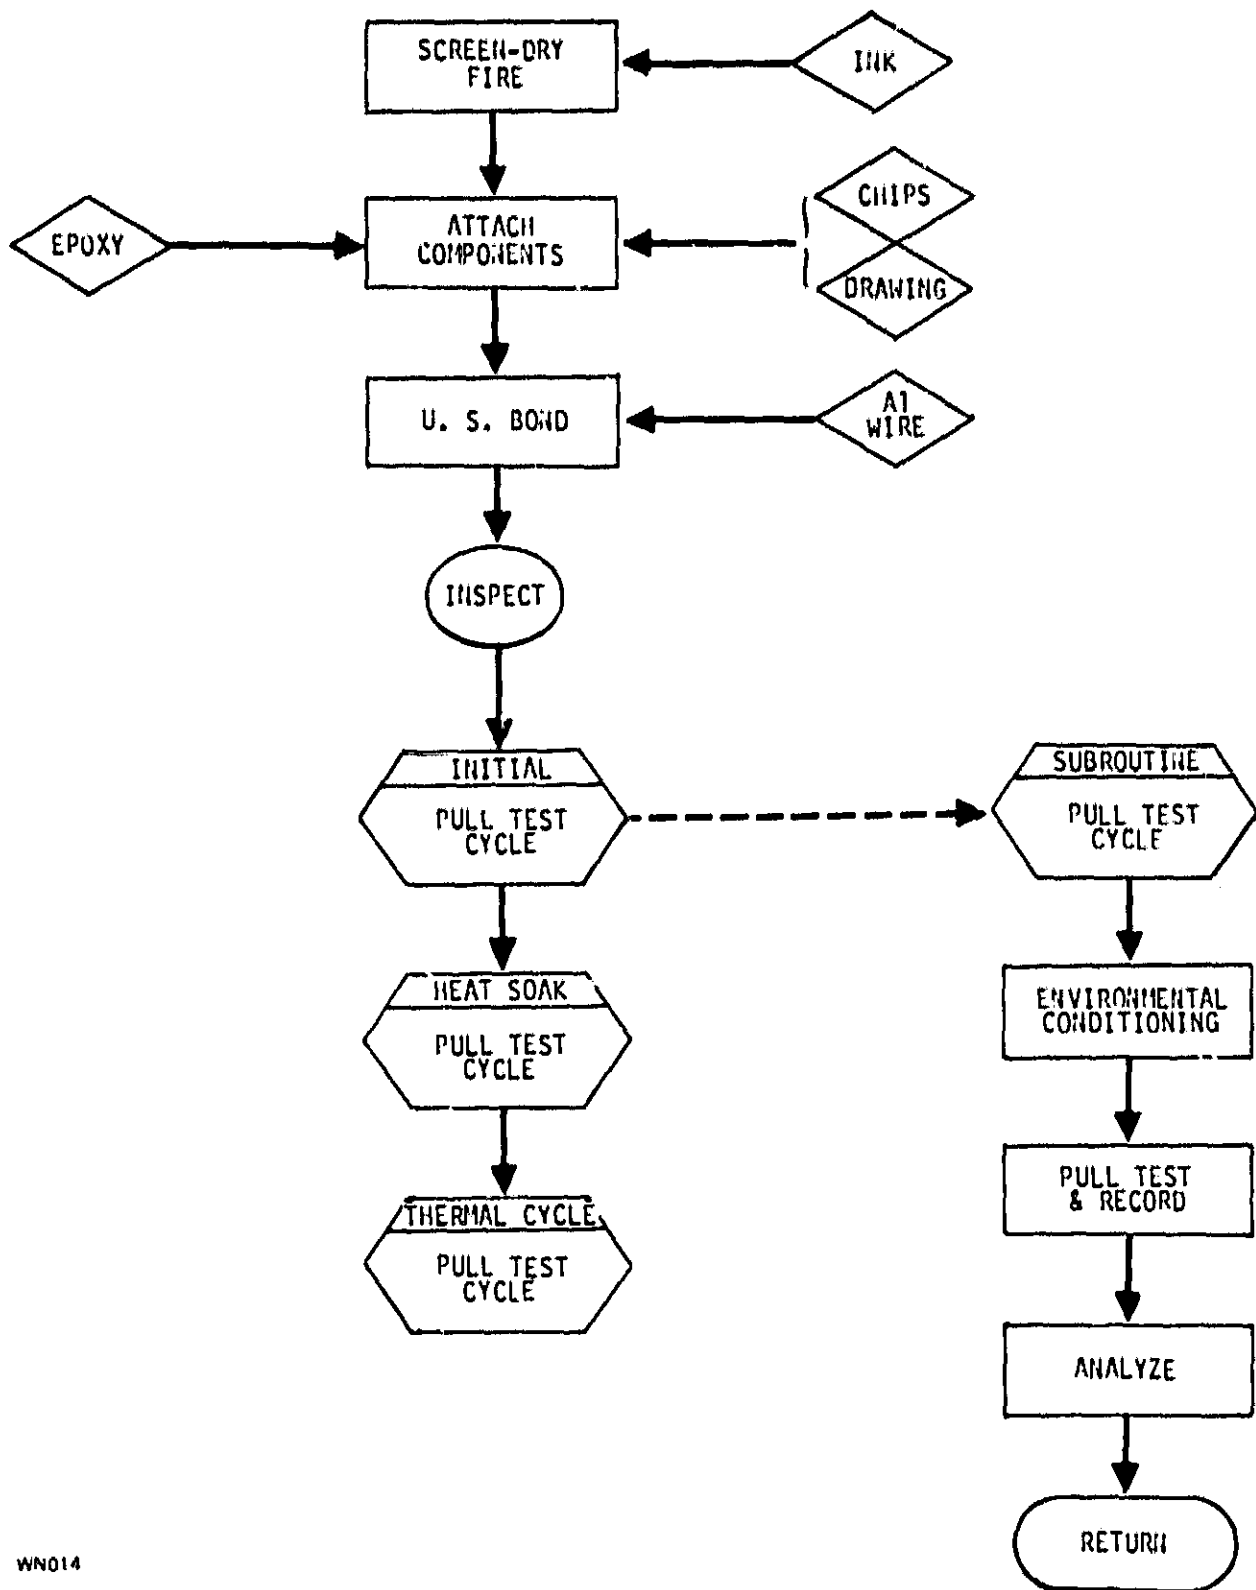 SCREEN-DRY
FIRE
INK
EPOXY
ATTACH
COMPONENTS
CHIPS
DRAWING
U. S. BOND
Al
WIRE
INSPECT
INITIAL
PULL TEST
CYCLE
SUBROUTINE
PULL TEST
CYCLE
HEAT SOAK
PULL TEST
CYCLE
ENVIRONMENTAL
CONDITIONING
THERMAL CYCLE
PULL TEST
CYCLE
PULL TEST
& RECORD
ANALYZE
RETURN
WN014